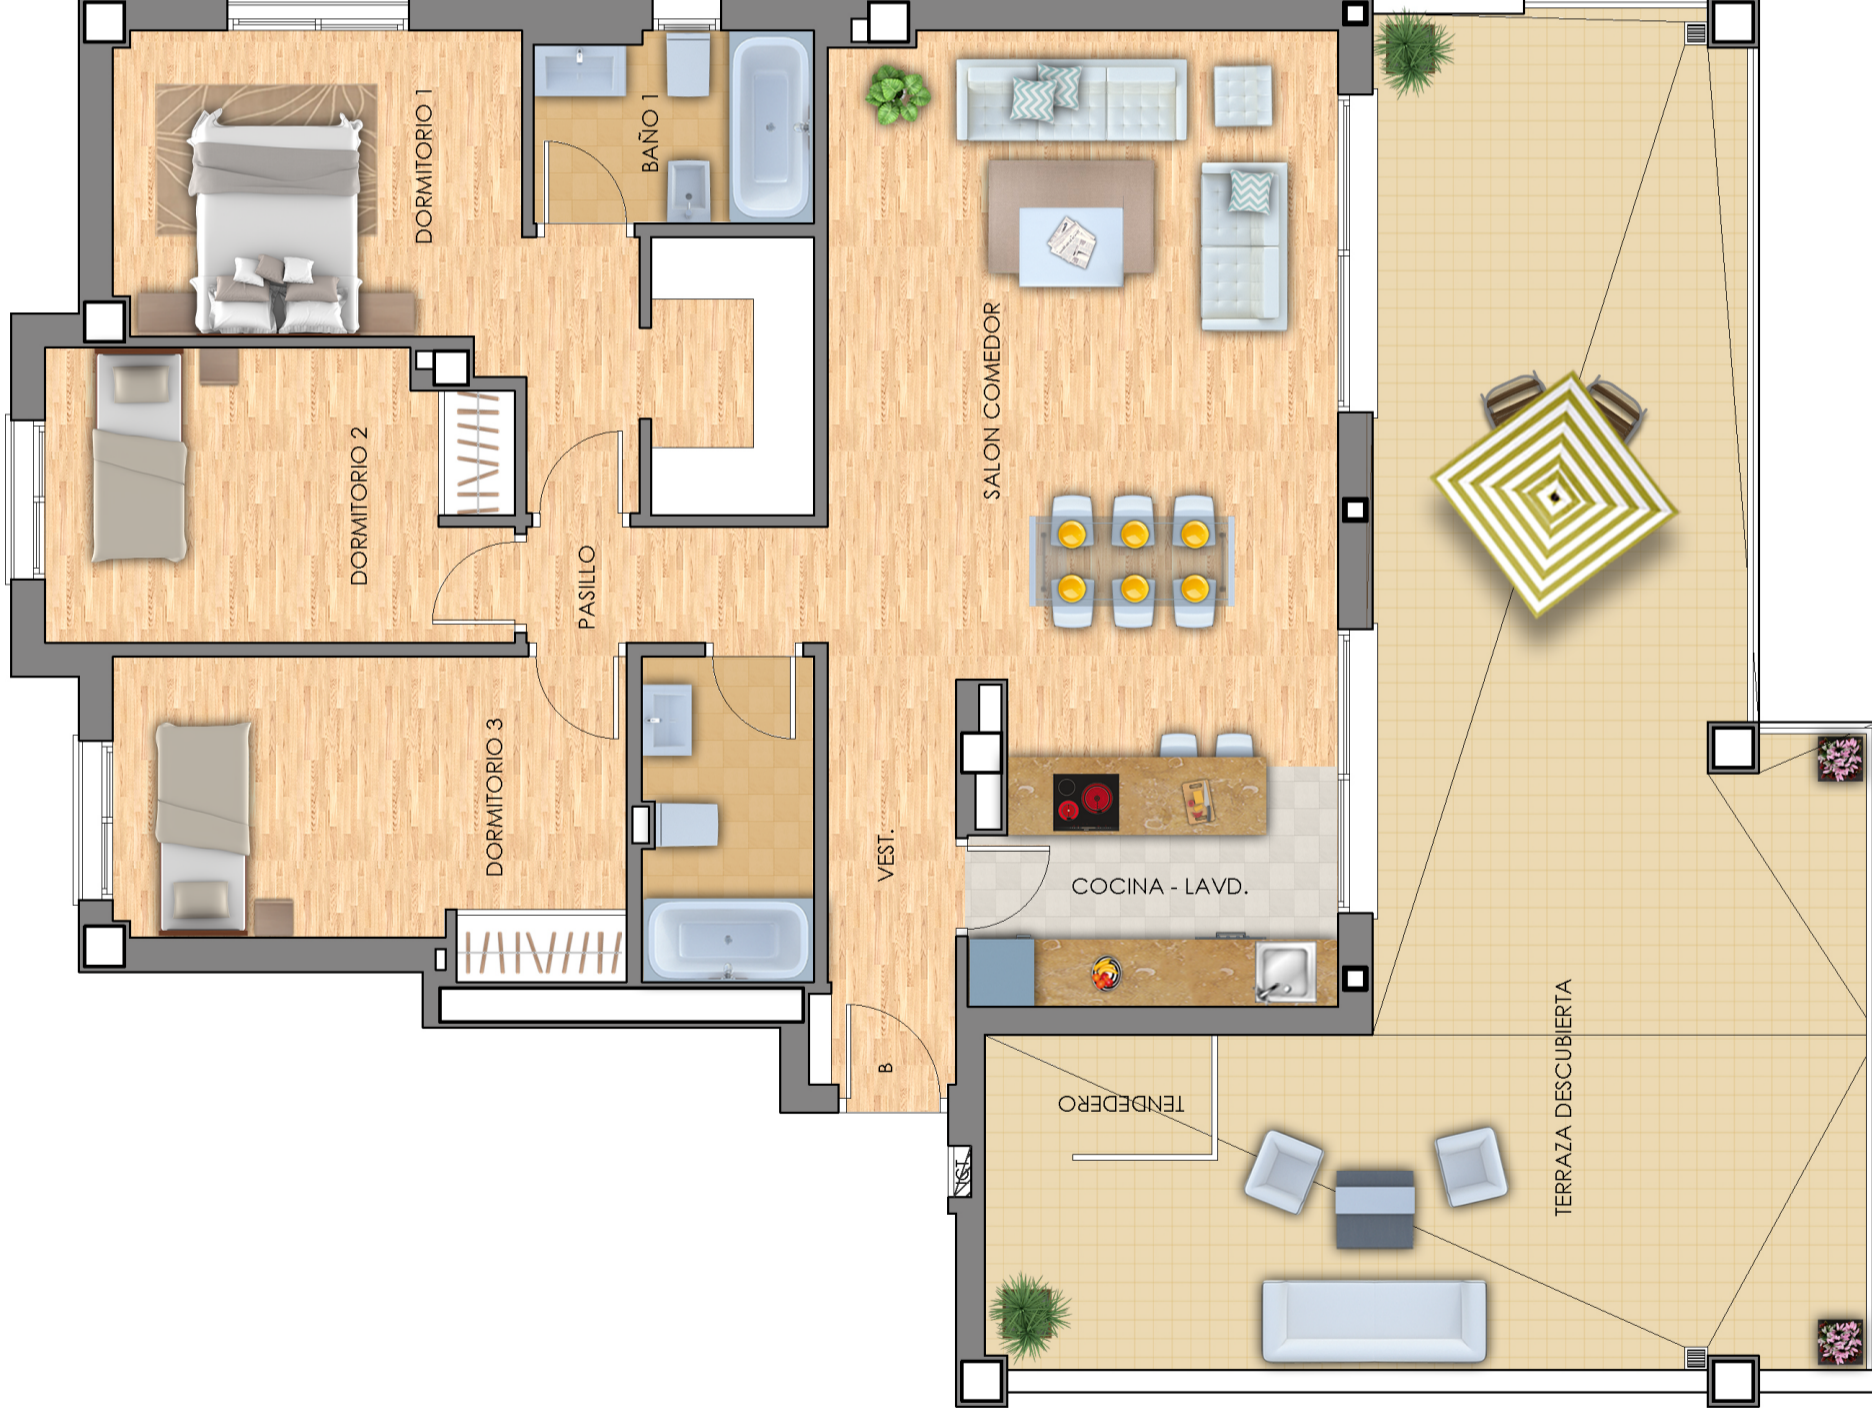 DORMITORIO 1
BAÑO 1
SALON COMEDOR
DORMITORIO 2
PASILLO
DORMITORIO 3
VEST.
COCINA - LAVD.
B
TENDEDERO
TERRAZA DESCUBIERTA